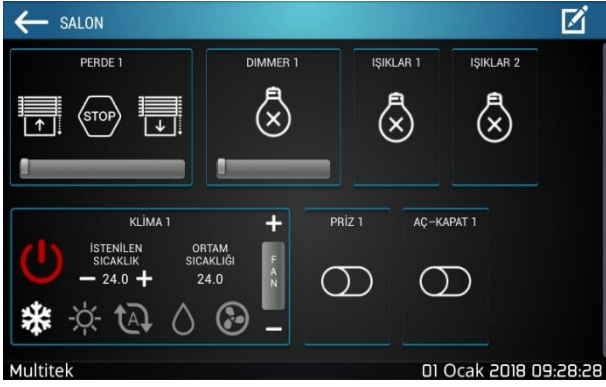 SALON
PERDE 1
STOP
DIMMER 1
IŞIKLAR 1
IŞIKLAR 2
KLİMA 1
İSTENİLEN
SICAKLIK
24.0
ORTAM
SICAKLIĞI
24.0
FAN
A
PRİZ 1
AÇ-KAPAT 1
Multitek
01 Ocak 2018 09:28:28